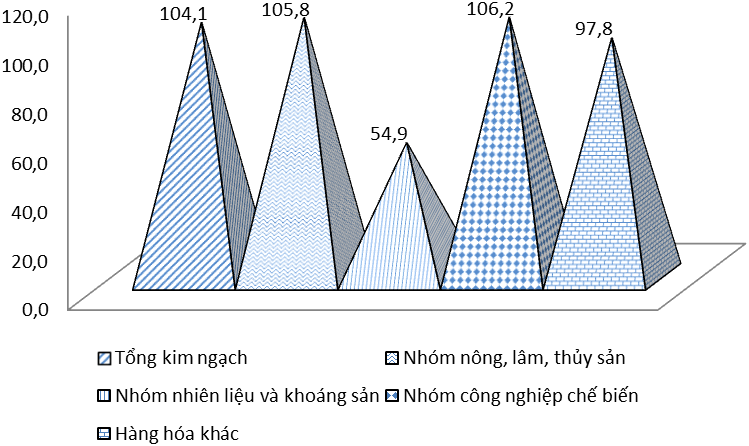 120,0
100,0
80,0
60,0
40,0
20,0
0,0
104,1
105,8
54,9
106,2
97,8
Tổng kim ngạch
Nhóm nông, lâm, thủy sản
Nhóm nhiên liệu và khoáng sản
Nhóm công nghiệp chế biến
Hàng hóa khác